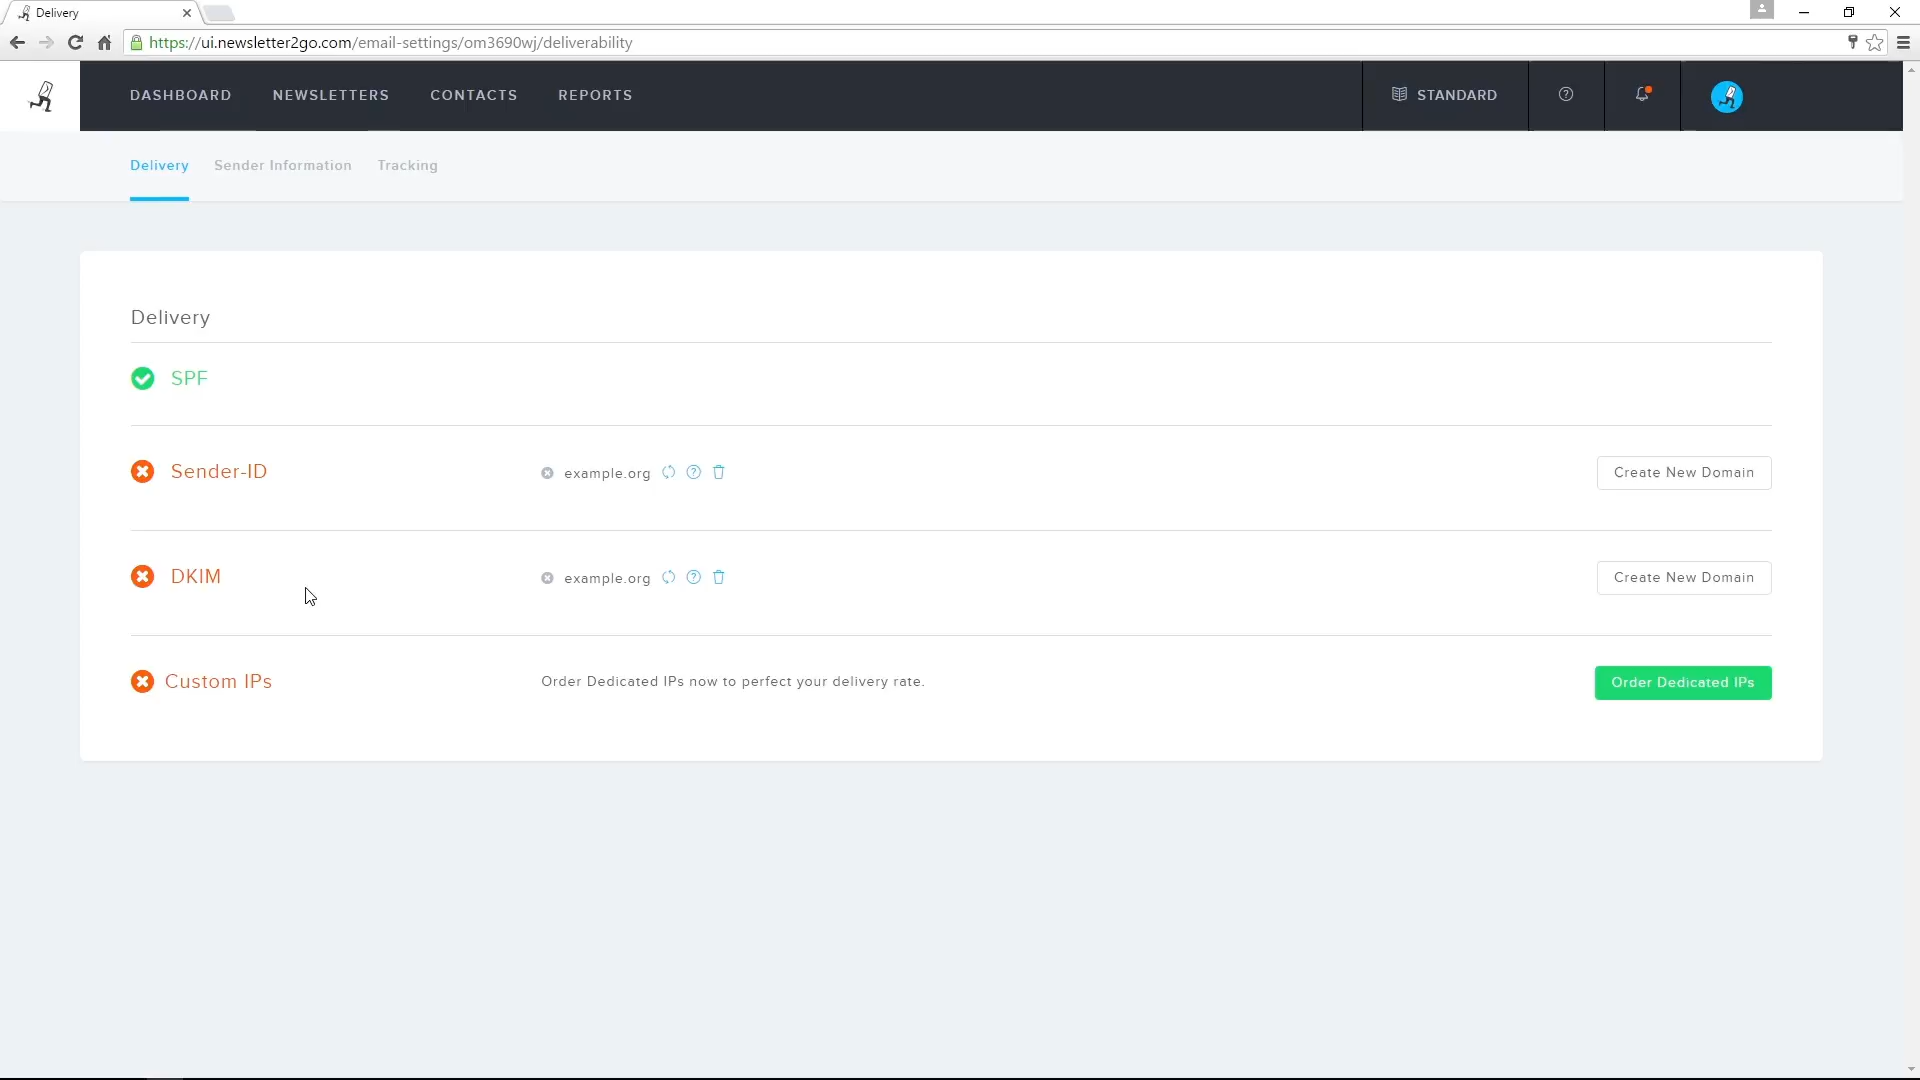 Delivery
https://ui.newsletter2go.com/email-settings/om3690wj/deliverability
DASHBOARD NEWSLETTERS CONTACTS REPORTS STANDARD
Delivery Sender Information Tracking
Delivery
SPF
Sender-ID example.org Create New Domain
DKIM example.org Create New Domain
Custom IPs Order Dedicated IPs now to perfect your delivery rate. Order Dedicated IPs